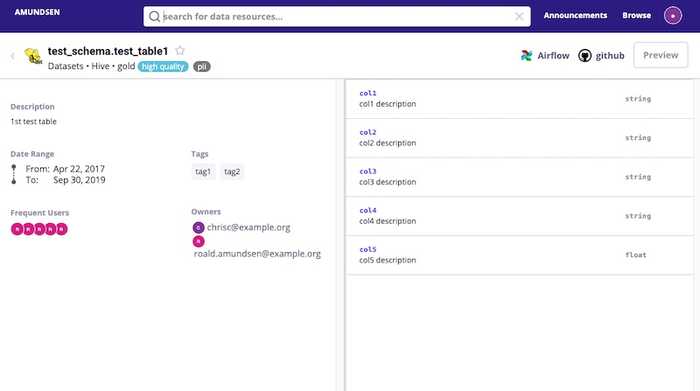 AMUNDSEN
search for data resources...
Announcements
Browse
test_schema.test_table1
Datasets • Hive • gold high quality pii
Airflow
github
Preview
Description
1st test table
Date Range
From: Apr 22, 2017
To: Sep 30, 2019
Tags
tag1 tag2
Frequent Users
Owners
chrisc@example.org
roald.amundsen@example.org
col1
col1 description
string
col2
col2 description
string
col3
col3 description
string
col4
col4 description
string
col5
col5 description
float